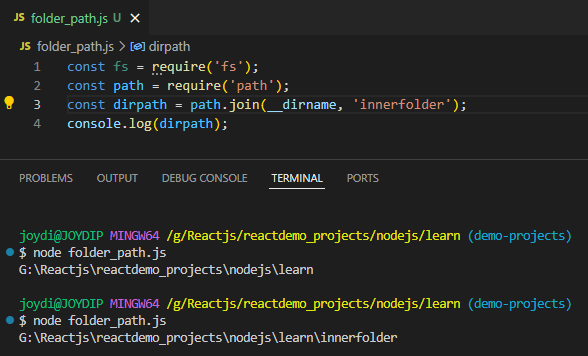 JS folder_path.js U ×
JS folder_path.js > dirpath
1 const fs = require('fs');
2 const path = require('path');
3 const dirpath = path.join(__dirname, 'innerfolder');
4 console.log(dirpath);
PROBLEMS OUTPUT DEBUG CONSOLE TERMINAL PORTS
joydi@JOYDIP MINGW64 /g/Reactjs/reactdemo_projects/nodejs/learn (demo-projects)
$ node folder_path.js
G:\Reactjs\reactdemo_projects\nodejs\learn
joydi@JOYDIP MINGW64 /g/Reactjs/reactdemo_projects/nodejs/learn (demo-projects)
$ node folder_path.js
G:\Reactjs\reactdemo_projects\nodejs\learn\innerfolder